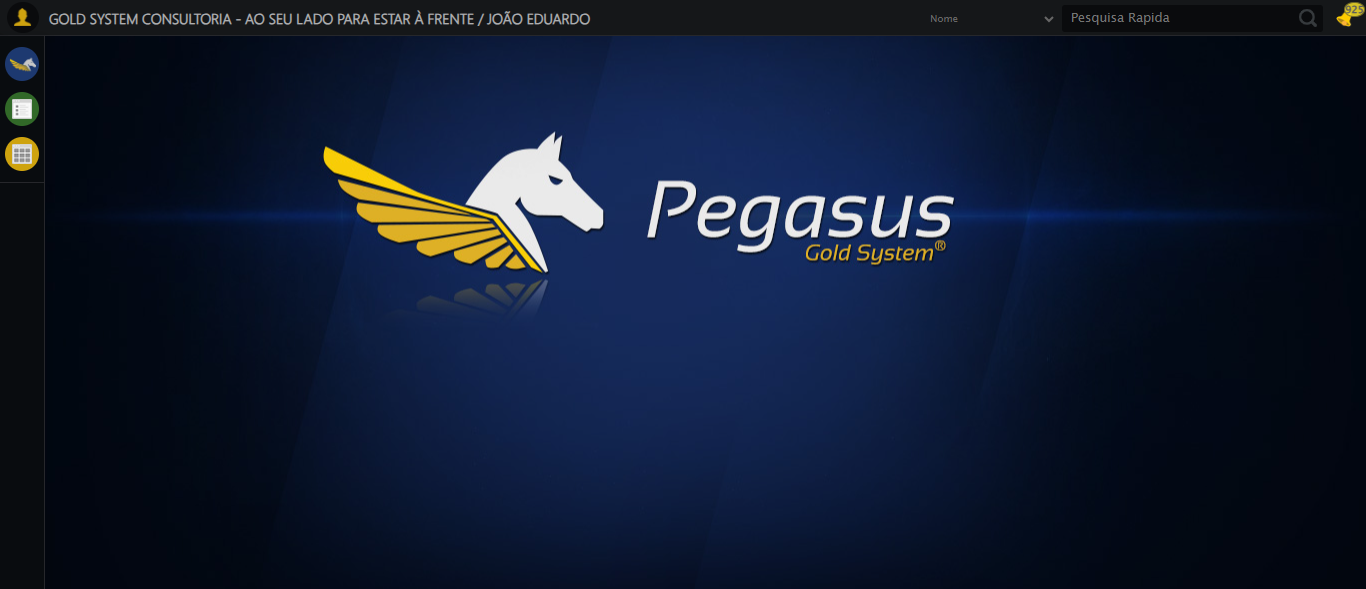 GOLD SYSTEM CONSULTORIA - AO SEU LADO PARA ESTAR À FRENTE / JOÃO EDUARDO
Nome
Pesquisa Rapida
925
Pegasus
Gold System®